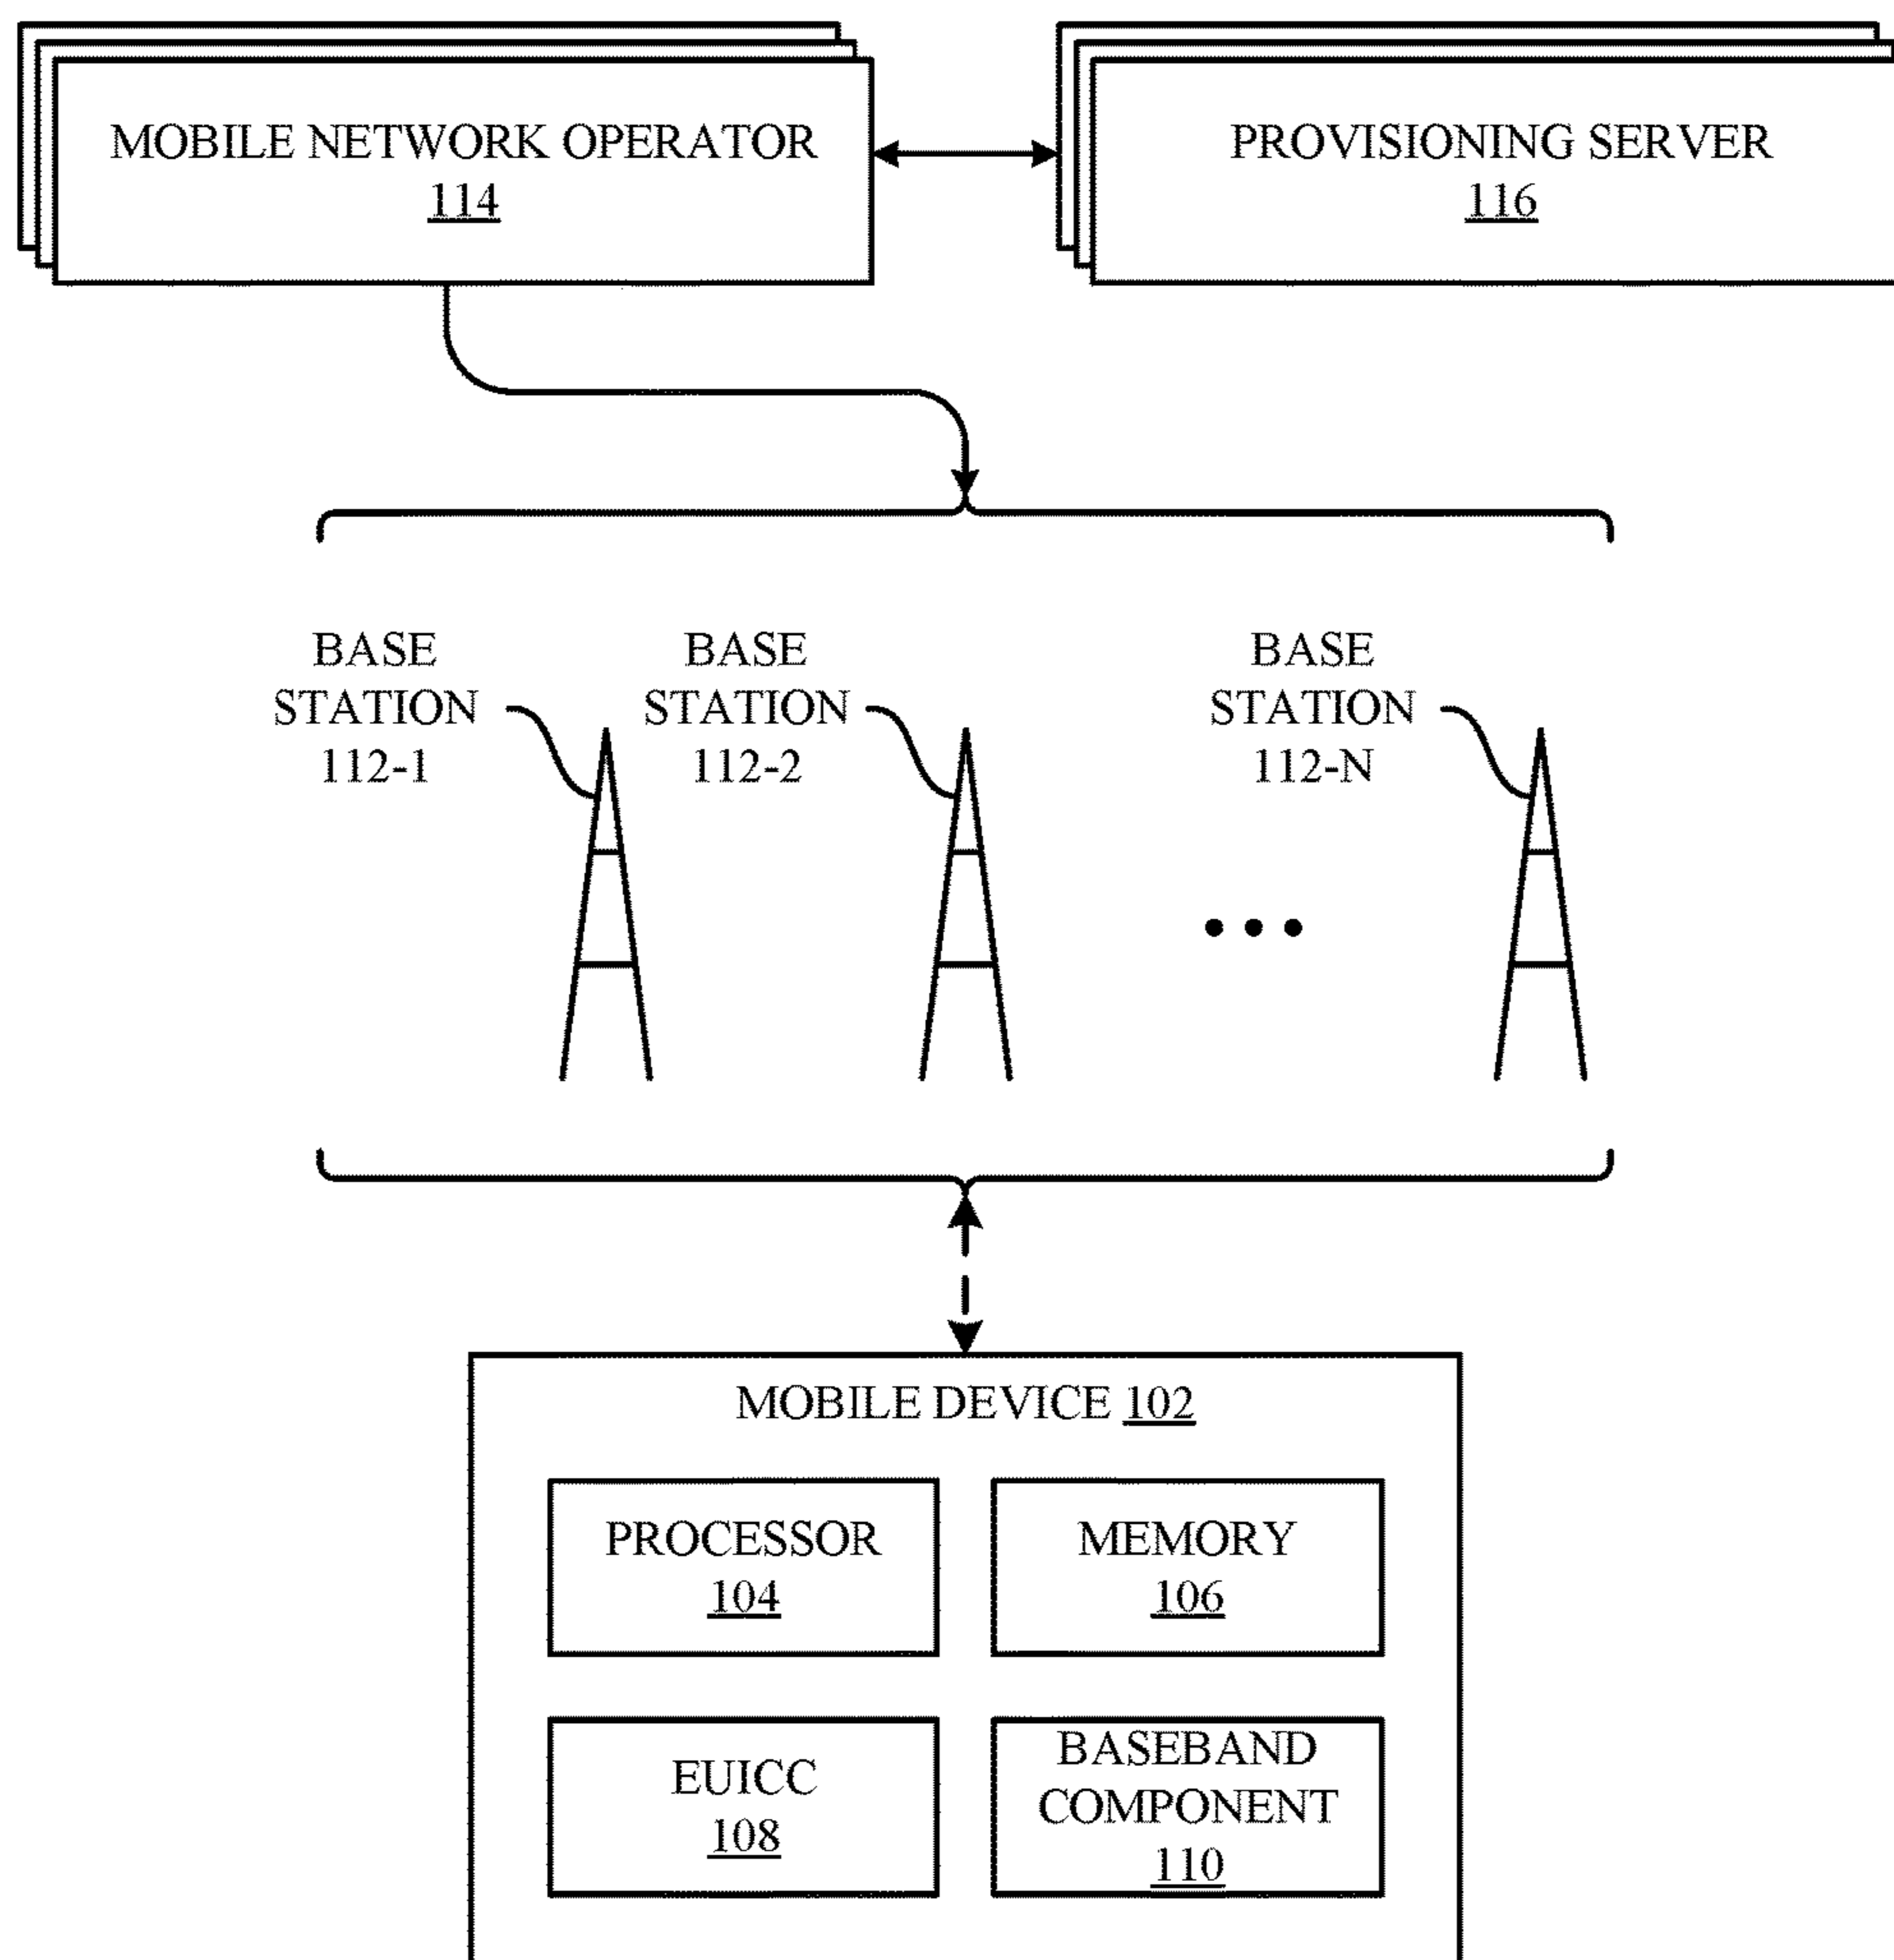 MOBILE NETWORK OPERATOR
114
PROVISIONING SERVER
116
BASE
STATION
112-1
BASE
STATION
112-2
BASE
STATION
112-N
MOBILE DEVICE 102
PROCESSOR
104
MEMORY
106
EUICC
108
BASEBAND
COMPONENT
110